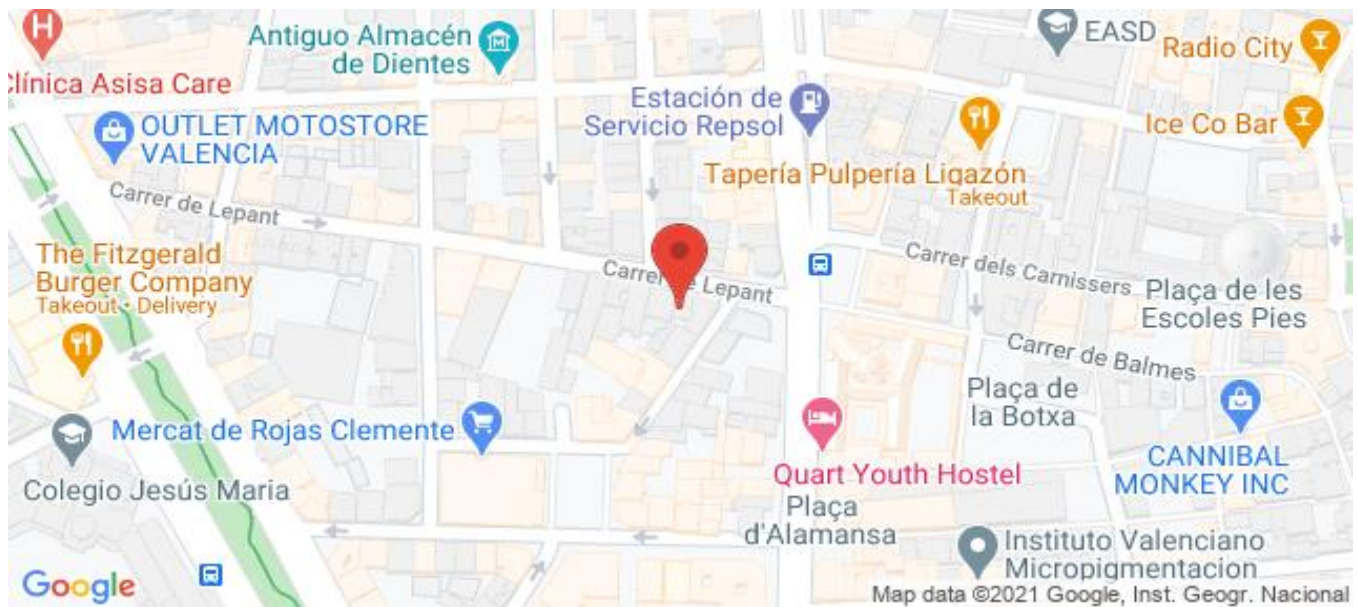 Clínica Asisa Care
Antiguo Almacén
de Dientes
EASD
Radio City
OUTLET MOTOSTORE
VALENCIA
Estación de
Servicio Repsol
Ice Co Bar
Tapería Pulpería Ligazón
Takeout
Carrer de Lepant
The Fitzgerald
Burger Company
Takeout • Delivery
Carrer de Lepant
Carrer dels Carnissers
Plaça de les
Escoles Pies
Carrer de Balmes
Plaça de
la Botxa
Mercat de Rojas Clemente
Colegio Jesús Maria
Quart Youth Hostel
CANNIBAL
MONKEY INC
Plaça
d'Alamansa
Instituto Valenciano
Micropigmentacion
Google
Map data ©2021 Google, Inst. Geogr. Nacional